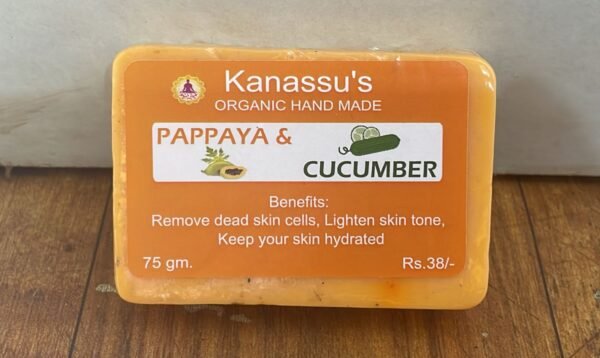 Kanassu's
ORGANIC HAND MADE
PAPPAYA &
CUCUMBER
Benefits:
Remove dead skin cells, Lighten skin tone,
Keep your skin hydrated
75 gm.
Rs.38/-